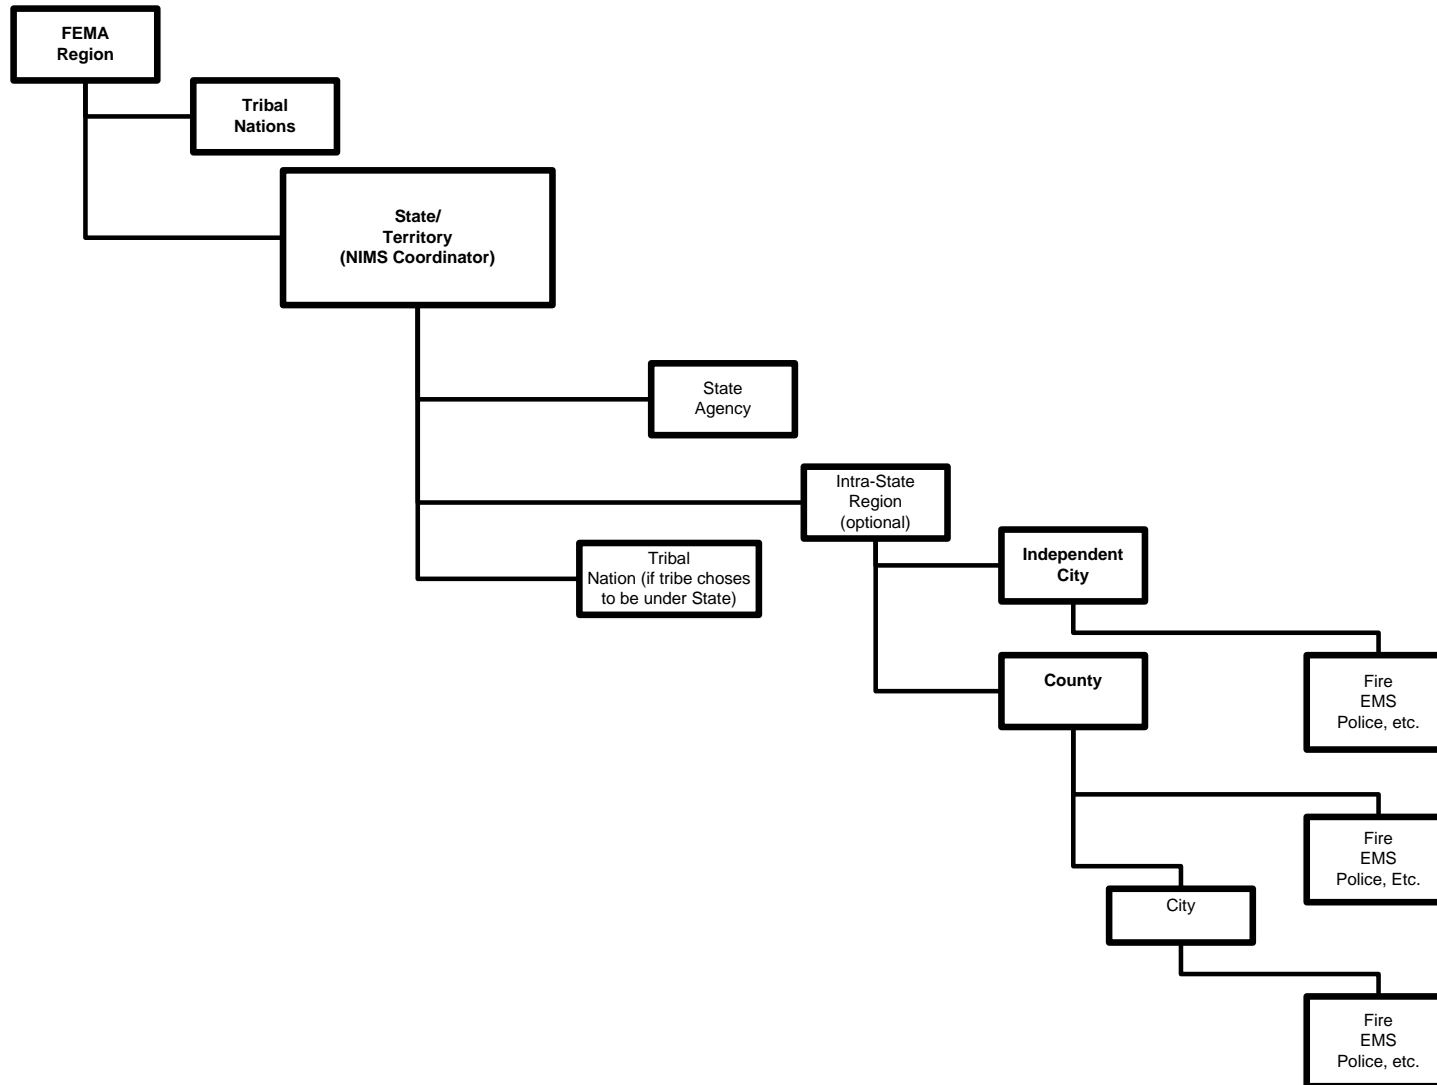 FEMA
Region
Tribal
Nations
State/
Territory
(NIMS Coordinator)
State
Agency
Intra-State
Region
(optional)
Tribal
Nation (if tribe choses
to be under State)
Independent
City
County
Fire
EMS
Police, etc.
Fire
EMS
Police, Etc.
City
Fire
EMS
Police, etc.